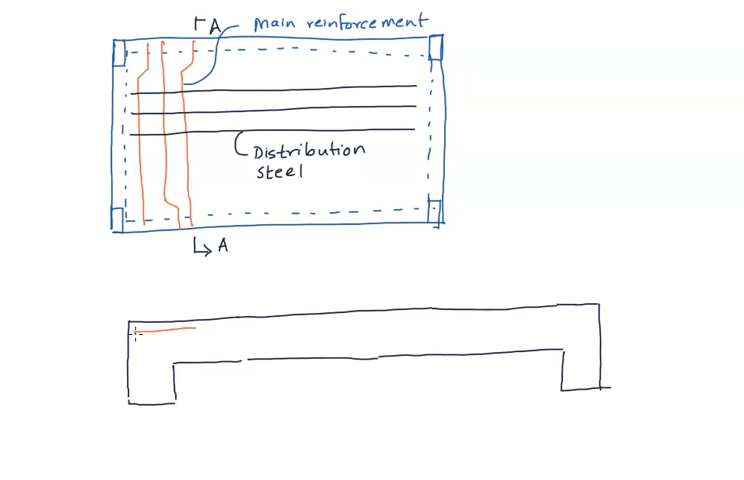 A
main reinforcement
Distribution
steel
A